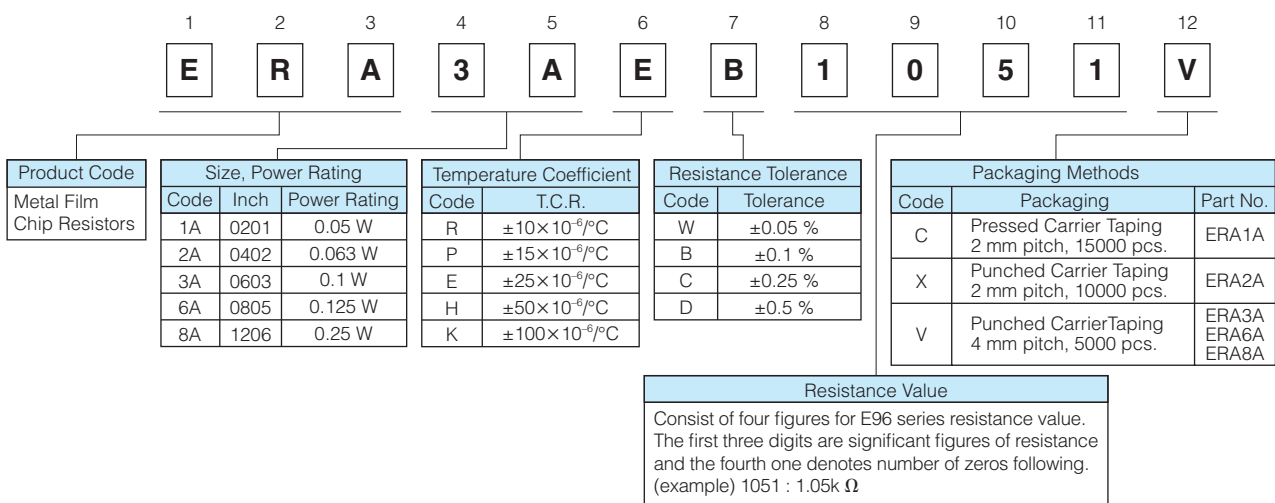 1 2 3 4 5 6 7 8 9 10 11 12
E R A 3 A E B 1 0 5 1 V
Product Code
Metal Film
Chip Resistors
Size, Power Rating
Code Inch Power Rating
1A 0201 0.05 W
2A 0402 0.063 W
3A 0603 0.1 W
6A 0805 0.125 W
8A 1206 0.25 W
Temperature Coefficient
Code T.C.R.
R ±10×10⁻⁶/°C
P ±15×10⁻⁶/°C
E ±25×10⁻⁶/°C
H ±50×10⁻⁶/°C
K ±100×10⁻⁶/°C
Resistance Tolerance
Code Tolerance
W ±0.05 %
B ±0.1 %
C ±0.25 %
D ±0.5 %
Packaging Methods
Code Packaging Part No.
C Pressed Carrier Taping
2 mm pitch, 15000 pcs. ERA1A
X Punched Carrier Taping
2 mm pitch, 10000 pcs. ERA2A
V Punched CarrierTaping
4 mm pitch, 5000 pcs. ERA3A
ERA6A
ERA8A
Resistance Value
Consist of four figures for E96 series resistance value.
The first three digits are significant figures of resistance
and the fourth one denotes number of zeros following.
(example) 1051 : 1.05k Ω